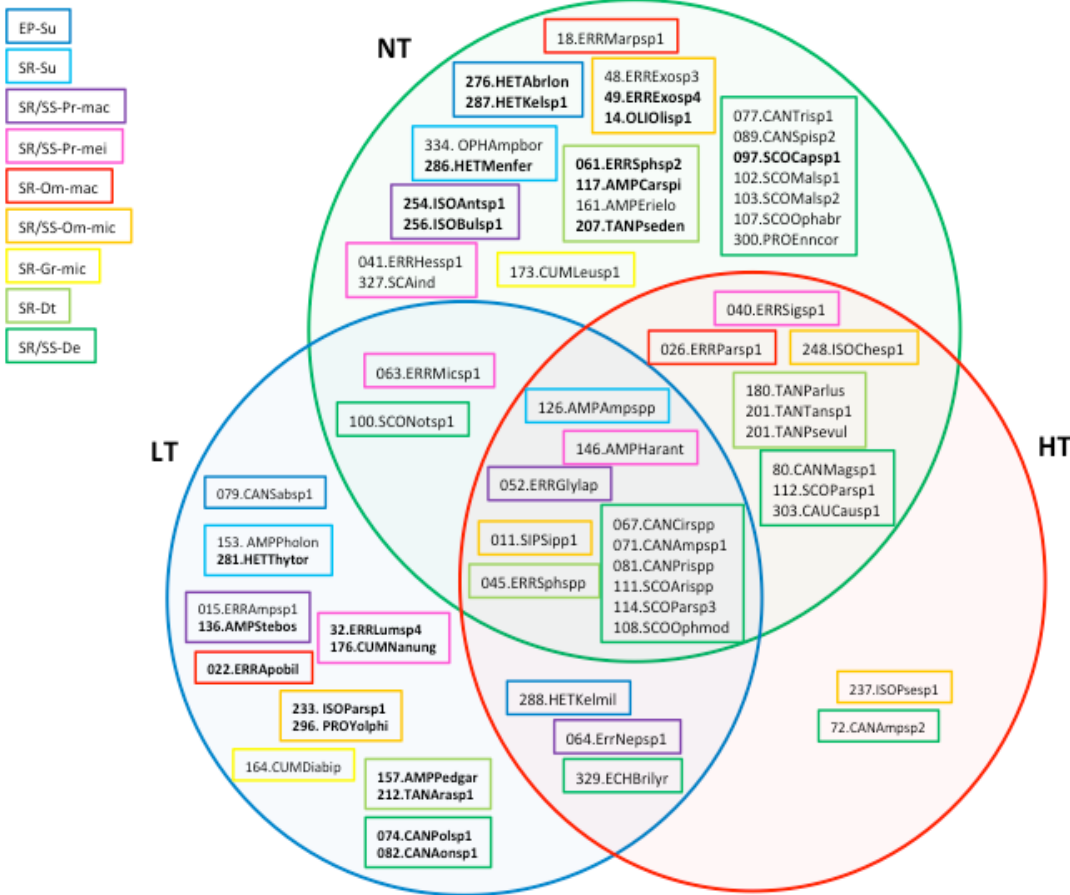 EP-Su
SR-Su
SR/SS-Pr-mac
SR/SS-Pr-mei
SR-Om-mac
SR/SS-Om-mic
SR-Gr-mic
SR-Dt
SR/SS-De
NT
18.ERRMarpsp1
276.HETAbrlon
287.HETKelsp1
48.ERRExosp3
49.ERRExosp4
14.OLIOlisp1
077.CANTrisp1
089.CANSpisp2
097.SCOCapsp1
102.SCOMalsp1
103.SCOMalsp2
107.SCOOphabr
300.PROEnncor
334. OPHAmpbor
286.HETMenfer
061.ERRSphsp2
117.AMPCarspi
161.AMPErielo
207.TANPseden
254.ISOAntsp1
256.ISOBulsp1
041.ERRHessp1
327.SCAind
173.CUMLeusp1
040.ERRSigsp1
026.ERRParsp1
248.ISOChesp1
180.TANParlus
201.TANTansp1
201.TANPsevul
80.CANMagsp1
112.SCOParsp1
303.CAUCausp1
063.ERRMicsp1
100.SCONotsp1
126.AMPAmpspp
146.AMPHarant
052.ERRGlylap
011.SIPSipp1
045.ERRSphspp
067.CANCirspp
071.CANAmpsp1
081.CANPrispp
111.SCOArispp
114.SCOParsp3
108.SCOOphmod
LT
079.CANSabsp1
153. AMPPholon
281.HETThytor
015.ERRAmpsp1
136.AMPStebos
32.ERRLumsp4
176.CUMNanung
022.ERRApobil
233. ISOParsp1
296. PROYolphi
164.CUMDiabip
157.AMPPedgar
212.TANArasp1
074.CANPolsp1
082.CANAonsp1
288.HETKelmil
064.ErrNepsp1
329.ECHBrilyr
HT
237.ISOPsesp1
72.CANAmpsp2